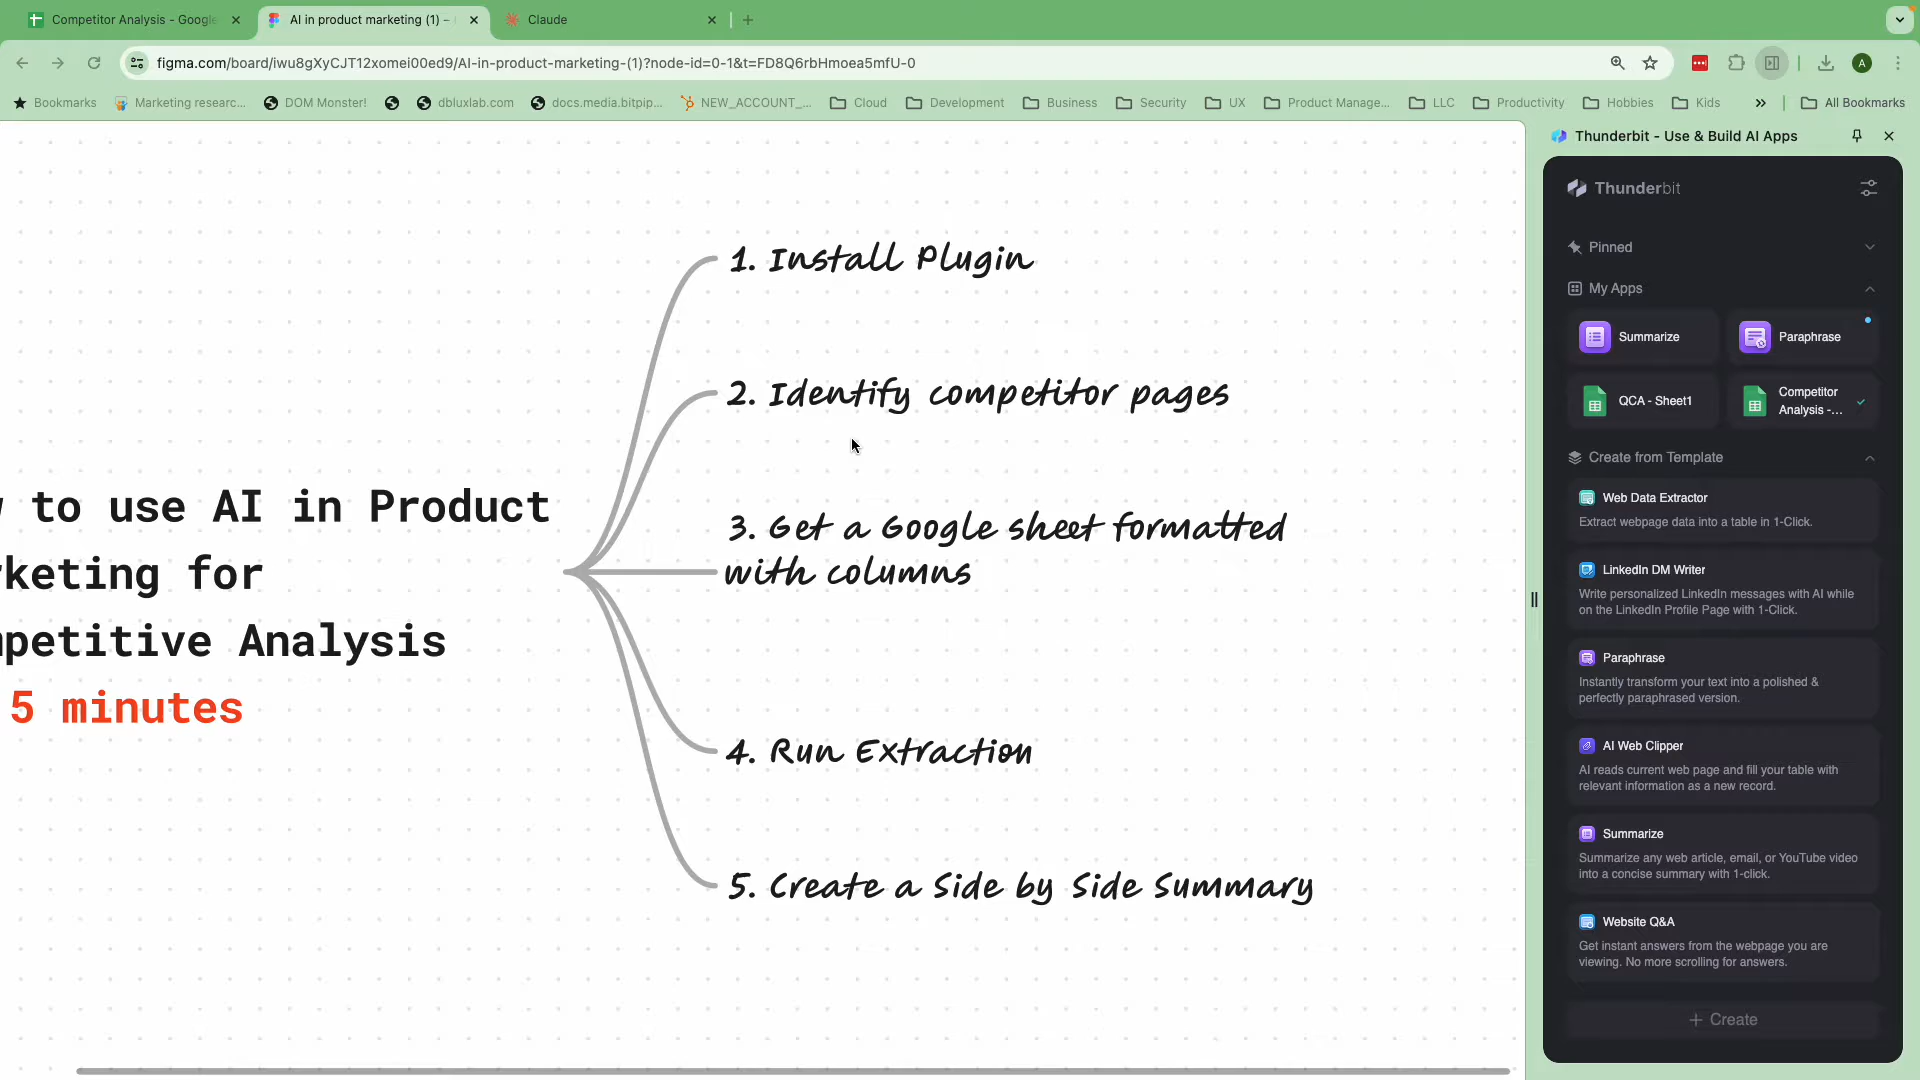 Competitor Analysis - Google
AI in product marketing (1) –
Claude
figma.com/board/iwu8gXyCJT12xomei00ed9/AI-in-product-marketing-(1)?node-id=0-1&t=FD8Q6rbHmoea5mfU-0
A
Bookmarks
Marketing researc...
DOM Monster!
dbluxlab.com
docs.media.bitpip...
NEW_ACCOUNT_...
Cloud
Development
Business
Security
UX
Product Manage...
LLC
Productivity
Hobbies
Kids
All Bookmarks
to use AI in Product
rketing for
mpetitive Analysis
5 minutes
1. Install Plugin
2. Identify competitor pages
3. Get a Google sheet formatted
with columns
4. Run Extraction
5. Create a Side by Side Summary
Thunderbit - Use & Build AI Apps
Thunderbit
Pinned
My Apps
Summarize
Paraphrase
QCA - Sheet1
Competitor
Analysis -...
Create from Template
Web Data Extractor
Extract webpage data into a table in 1-Click.
LinkedIn DM Writer
Write personalized LinkedIn messages with AI while
on the LinkedIn Profile Page with 1-Click.
Paraphrase
Instantly transform your text into a polished &
perfectly paraphrased version.
AI Web Clipper
AI reads current web page and fill your table with
relevant information as a new record.
Summarize
Summarize any web article, email, or YouTube video
into a concise summary with 1-click.
Website Q&A
Get instant answers from the webpage you are
viewing. No more scrolling for answers.
+ Create